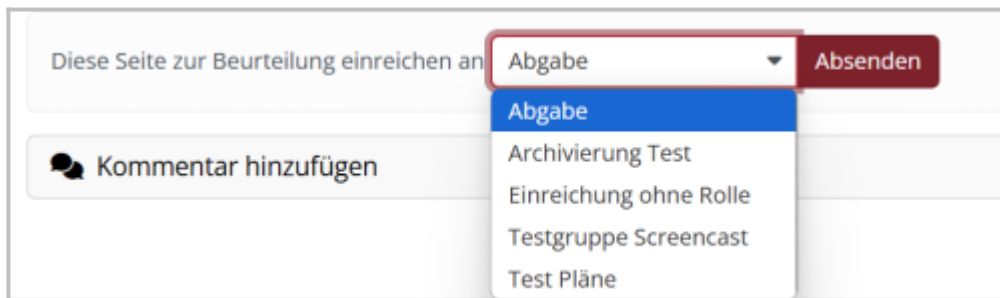 Diese Seite zur Beurteilung einreichen an Abgabe Absenden
Abgabe
Archivierung Test
Kommentar hinzufügen
Einreichung ohne Rolle
Testgruppe Screencast
Test Pläne